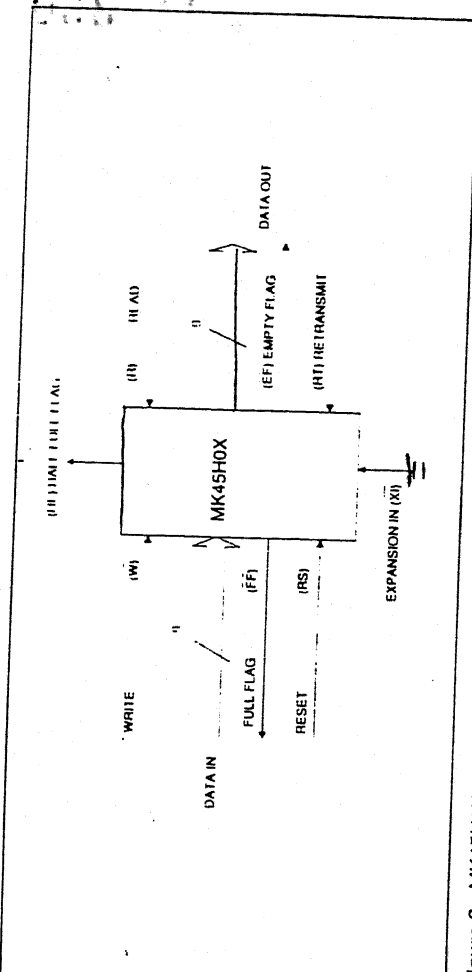 WRITE
(W)
DATA IN
FULL FLAG
(FF)
RESET
(RS)
MK45H0X
EXPANSION IN (XI)
(R)
DATA OUT
(EF) EMPTY FLAG
(RT) RETRANSMIT